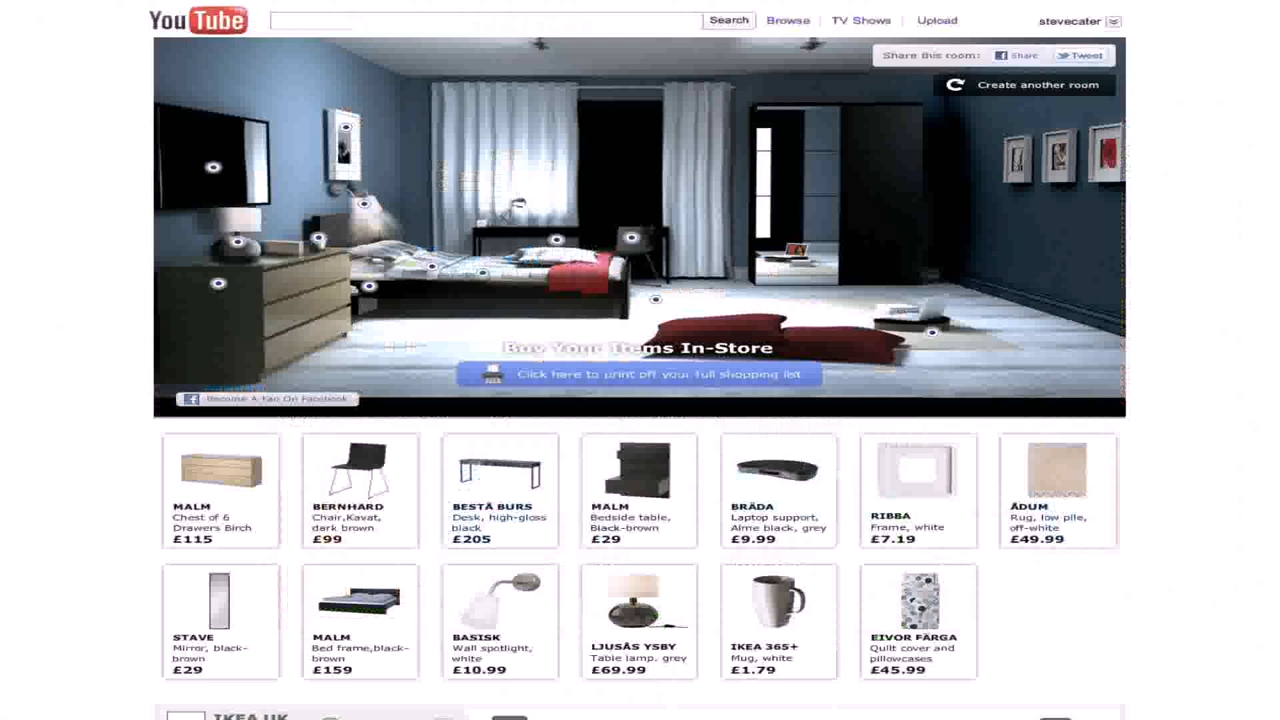 YouTube
Search
Browse
TV Shows
Upload
stevecater
Share this room:
Share
Tweet
Create another room
Buy Your Items In-Store
Click here to print off your full shopping list
Become A Fan On Facebook
MALM
Chest of 6
Drawers Birch
£115
BERNHARD
Chair,Kavat,
dark brown
£99
BESTÅ BURS
Desk, high-gloss
black
£205
MALM
Bedside table,
Black-brown
£29
BRÄDA
Laptop support,
Alme black, grey
£9.99
RIBBA
Frame, white
£7.19
ÅDUM
Rug, low pile,
off-white
£49.99
STAVE
Mirror, black-
brown
£29
MALM
Bed frame,black-
brown
£159
BASISK
Wall spotlight,
white
£10.99
LJUSÅS YSBY
Table lamp. grey
£69.99
IKEA 365+
Mug, white
£1.79
EIVOR FÄRGA
Quilt cover and
pillowcases
£45.99
IKEA UK